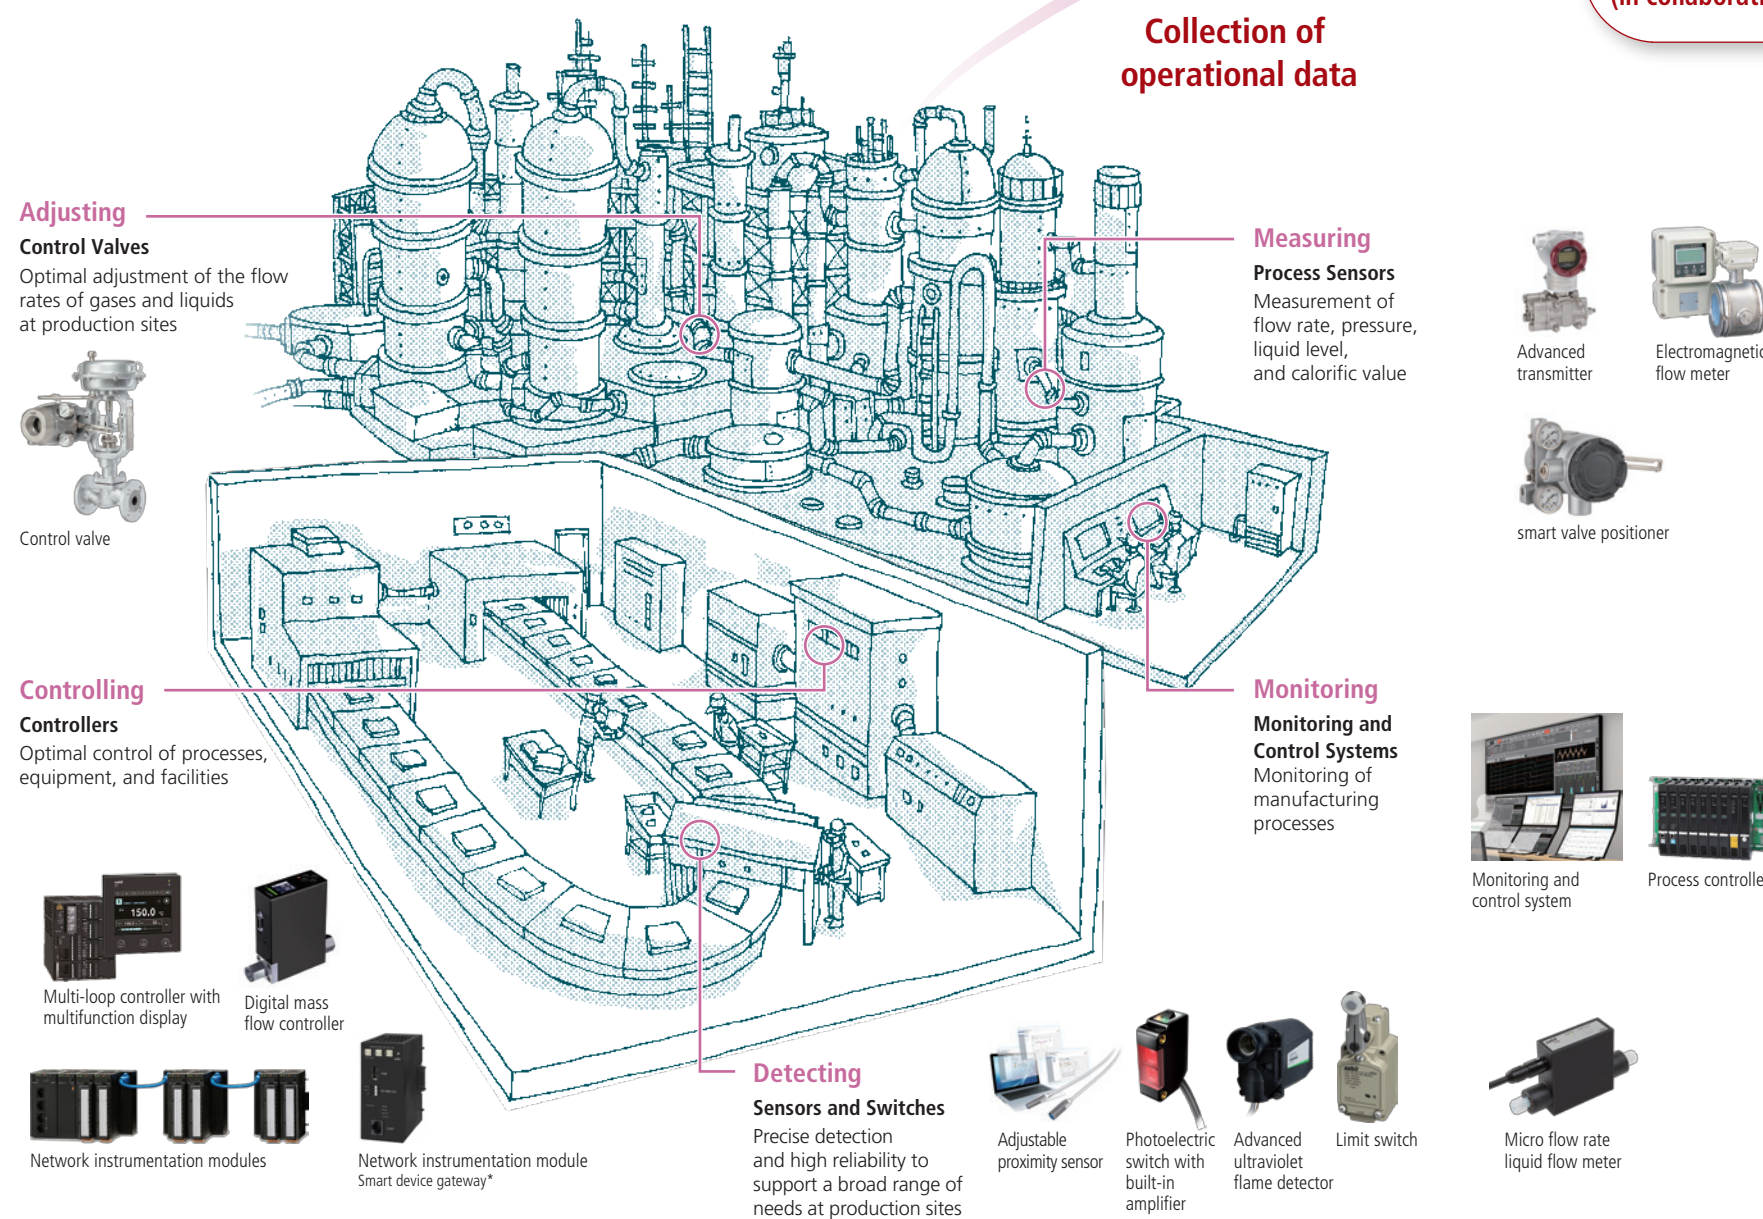 (in collaborati
Collection of
operational data
Adjusting
Control Valves
Optimal adjustment of the flow
rates of gases and liquids
at production sites
Control valve
Measuring
Process Sensors
Measurement of
flow rate, pressure,
liquid level,
and calorific value
Advanced
transmitter
Electromagnetic
flow meter
smart valve positioner
Controlling
Controllers
Optimal control of processes,
equipment, and facilities
Multi-loop controller with
multifunction display
150.0
Digital mass
flow controller
Network instrumentation modules
Network instrumentation module
Smart device gateway*
Monitoring
Monitoring and
Control Systems
Monitoring of
manufacturing
processes
Monitoring and
control system
Process controlle
Detecting
Sensors and Switches
Precise detection
and high reliability to
support a broad range of
needs at production sites
Adjustable
proximity sensor
Photoelectric
switch with
built-in
amplifier
Advanced
ultraviolet
flame detector
Limit switch
Micro flow rate
liquid flow meter